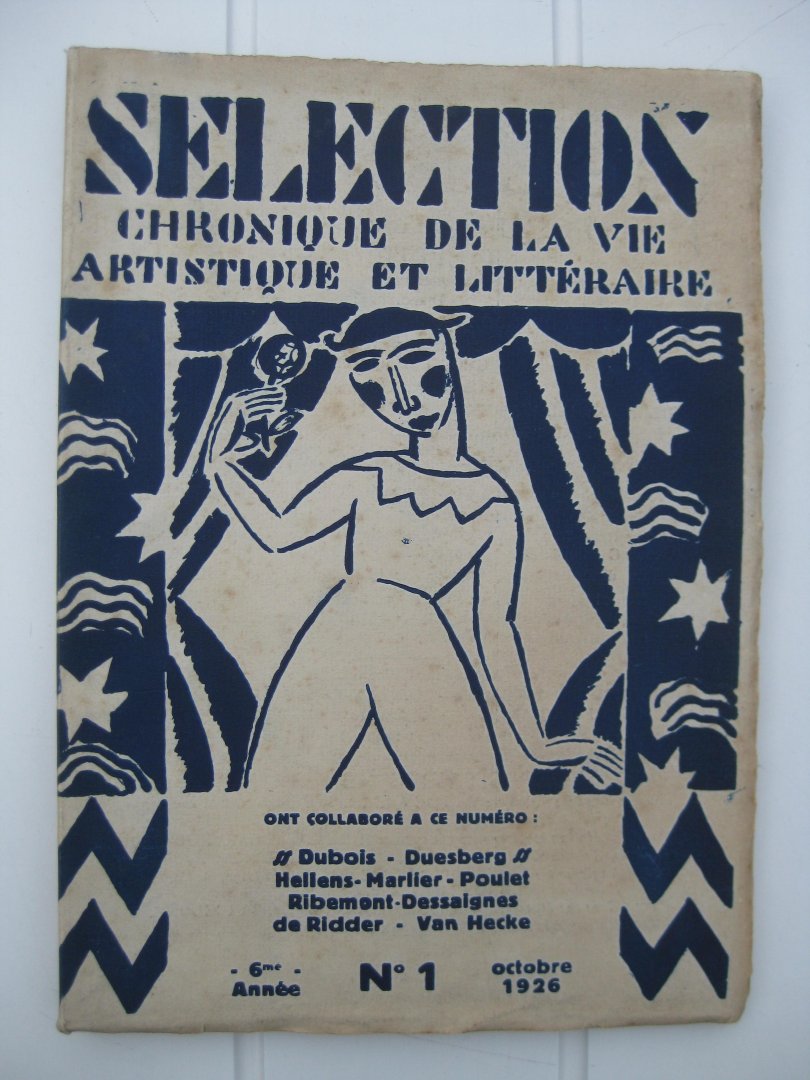 SELECTION
CHRONIQUE DE LA VIE
ARTISTIQUE ET LITTÉRAIRE
ONT COLLABORÉ A CE NUMÉRO :
Dubois - Duesberg
Hellens - Marlier - Poulet
Ribemont-Dessaignes
de Ridder - Van Hecke
- 6me -
Année
No 1
octobre
1926